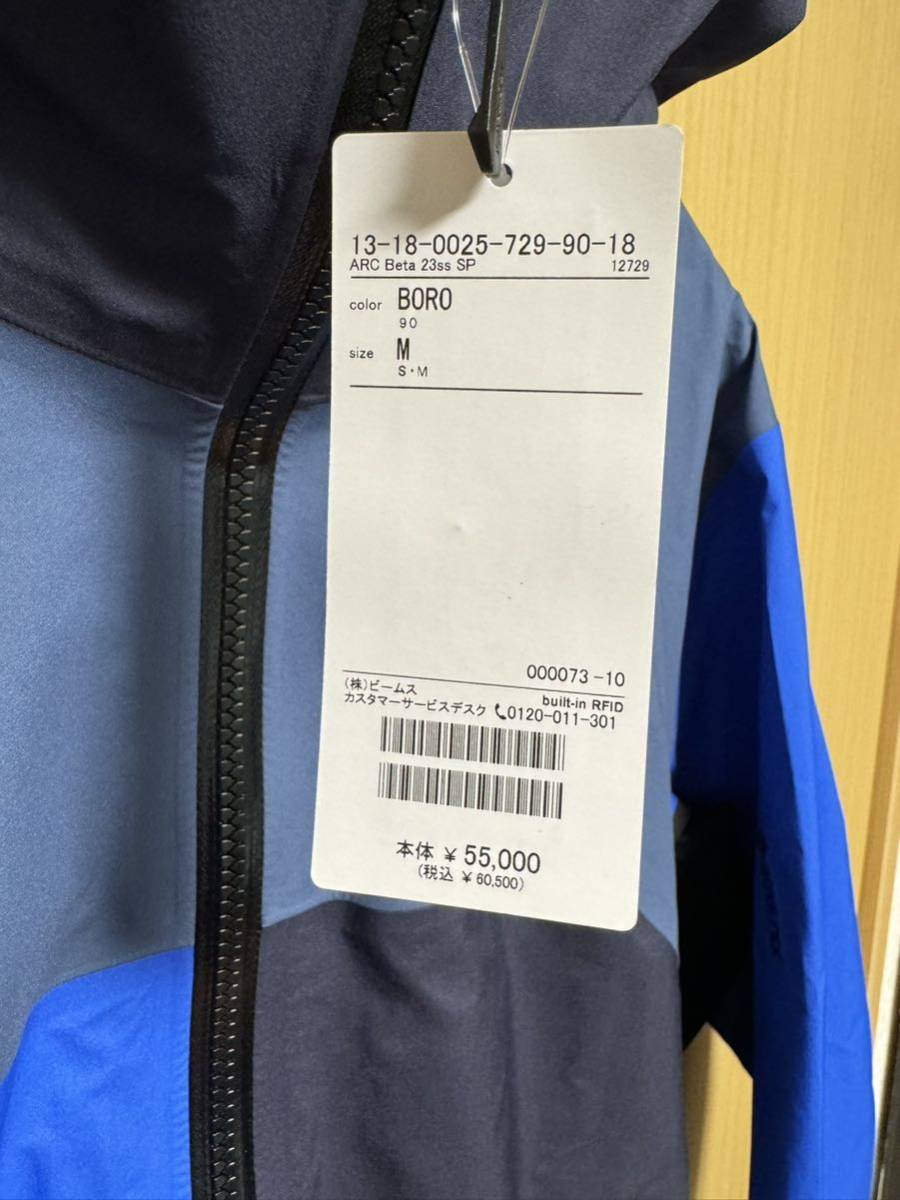 13-18-0025-729-90-18
ARC Beta 23ss SP 12729
color BORO
90
size M
S・M
000073-10
(株)ビームス built-in RFID
カスタマーサービスデスク 0120-011-301
本体 ¥ 55,000
(税込 ¥ 60,500)